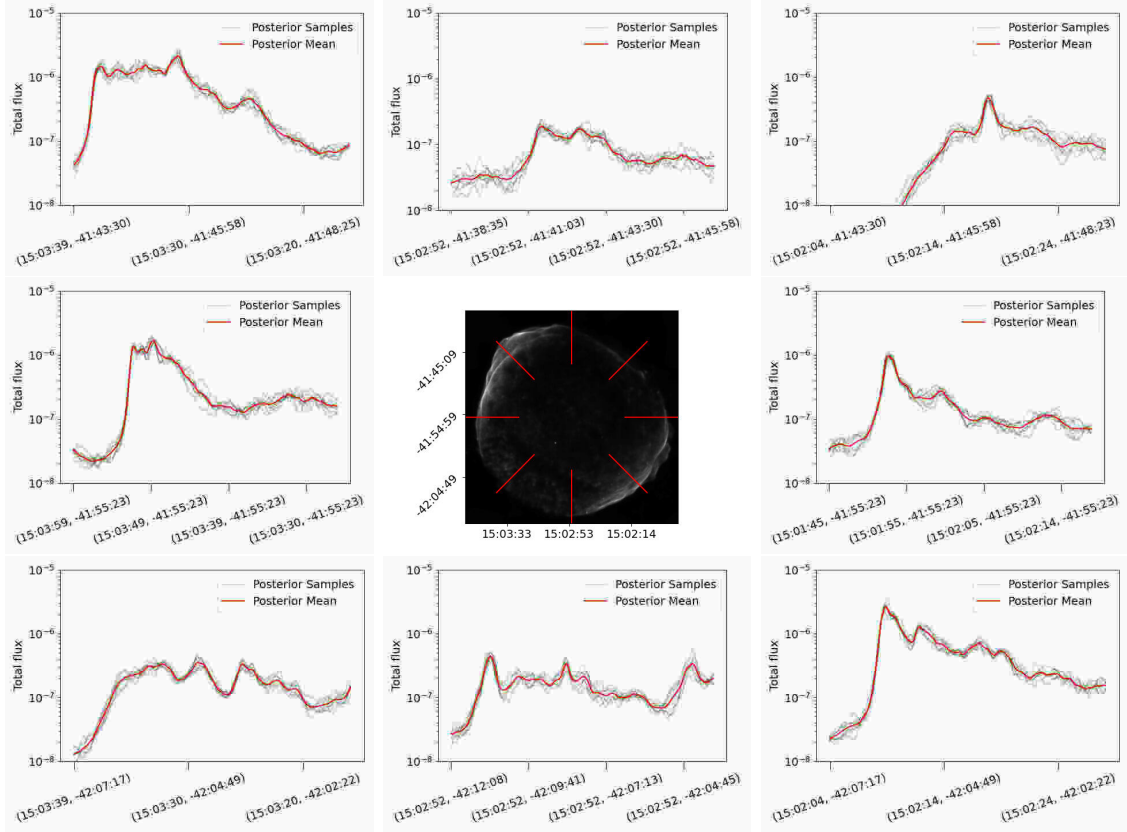 10⁻⁵
10⁻⁶
10⁻⁷
10⁻⁸
Total flux
Posterior Samples
Posterior Mean
(15:03:39, -41:43:30)
(15:03:30, -41:45:58)
(15:03:20, -41:48:25)
10⁻⁵
10⁻⁶
10⁻⁷
10⁻⁸
Total flux
Posterior Samples
Posterior Mean
(15:02:52, -41:38:35)
(15:02:52, -41:41:03)
(15:02:52, -41:43:30)
(15:02:52, -41:45:58)
10⁻⁵
10⁻⁶
10⁻⁷
10⁻⁸
Total flux
Posterior Samples
Posterior Mean
(15:02:04, -41:43:30)
(15:02:14, -41:45:58)
(15:02:24, -41:48:23)
10⁻⁵
10⁻⁶
10⁻⁷
10⁻⁸
Total flux
Posterior Samples
Posterior Mean
(15:03:59, -41:55:23)
(15:03:49, -41:55:23)
(15:03:39, -41:55:23)
(15:03:30, -41:55:23)
-41:45:09
-41:54:59
-42:04:49
15:03:33
15:02:53
15:02:14
10⁻⁵
10⁻⁶
10⁻⁷
10⁻⁸
Total flux
Posterior Samples
Posterior Mean
(15:01:45, -41:55:23)
(15:01:55, -41:55:23)
(15:02:05, -41:55:23)
(15:02:14, -41:55:23)
10⁻⁵
10⁻⁶
10⁻⁷
10⁻⁸
Total flux
Posterior Samples
Posterior Mean
(15:03:39, -42:07:17)
(15:03:30, -42:04:49)
(15:03:20, -42:02:22)
10⁻⁵
10⁻⁶
10⁻⁷
10⁻⁸
Total flux
Posterior Samples
Posterior Mean
(15:02:52, -42:12:08)
(15:02:52, -42:09:41)
(15:02:52, -42:07:13)
(15:02:52, -42:04:45)
10⁻⁵
10⁻⁶
10⁻⁷
10⁻⁸
Total flux
Posterior Samples
Posterior Mean
(15:02:04, -42:07:17)
(15:02:14, -42:04:49)
(15:02:24, -42:02:22)